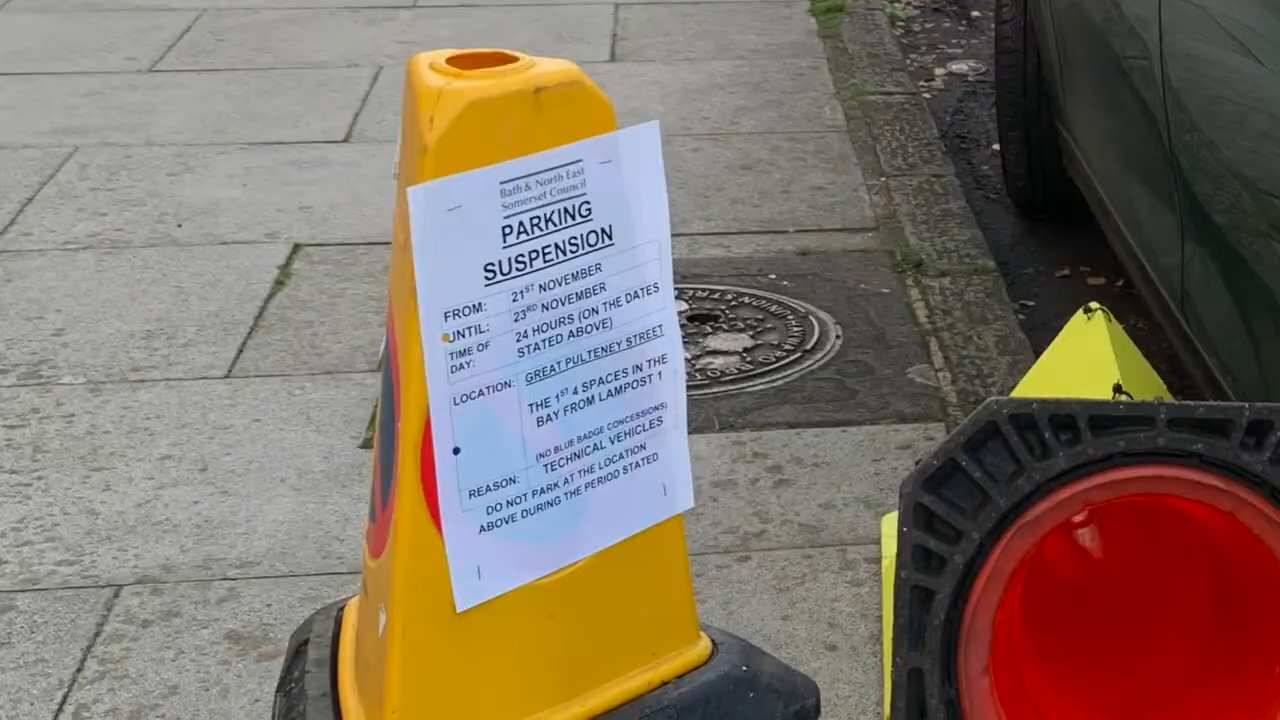 Bath & North East
Somerset Council
PARKING
SUSPENSION
FROM: 21ST NOVEMBER
UNTIL: 23RD NOVEMBER
TIME OF DAY: 24 HOURS (ON THE DATES
STATED ABOVE)
LOCATION: GREAT PULTENEY STREET
THE 1ST 4 SPACES IN THE
BAY FROM LAMPOST 1
(NO BLUE BADGE CONCESSIONS)
REASON: TECHNICAL VEHICLES
DO NOT PARK AT THE LOCATION
ABOVE DURING THE PERIOD STATED